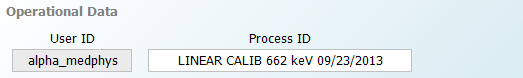 Operational Data
User ID Process ID
alpha_medphys LINEAR CALIB 662 keV 09/23/2013